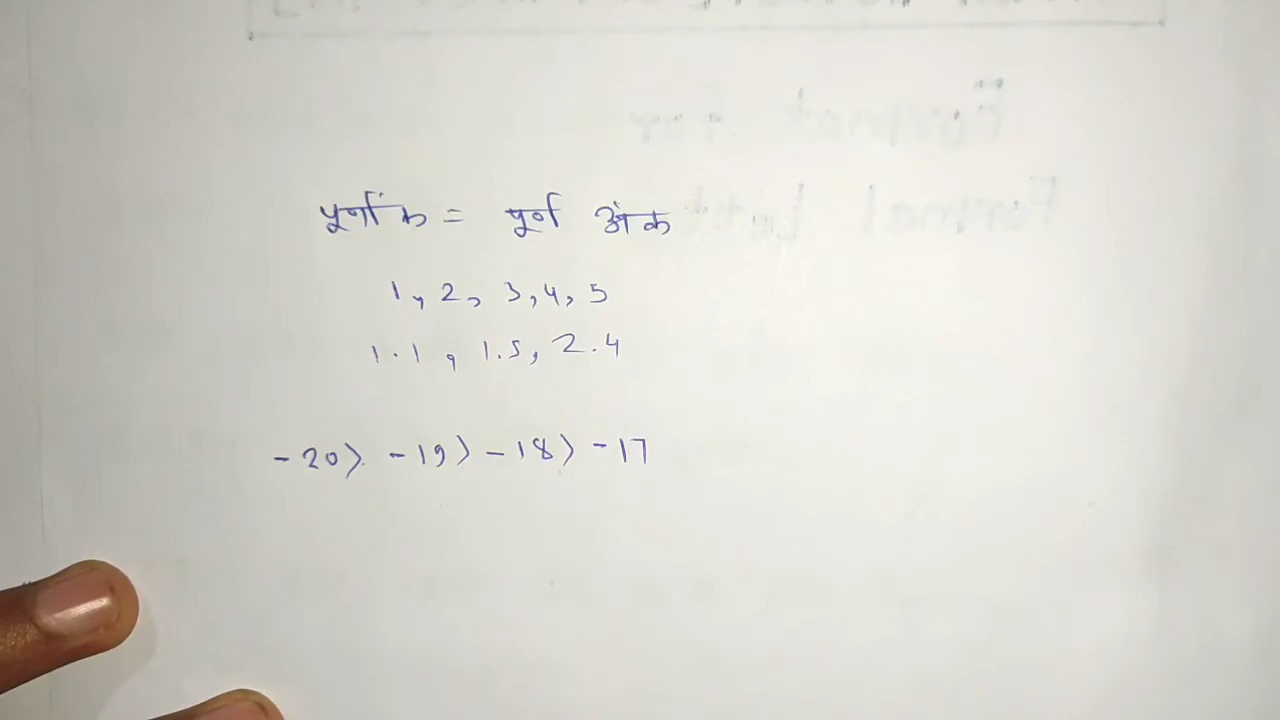 पूर्णांक = पूर्ण अंक
1, 2, 3, 4, 5
1.1, 1.5, 2.4
-20> -19> -18> -17